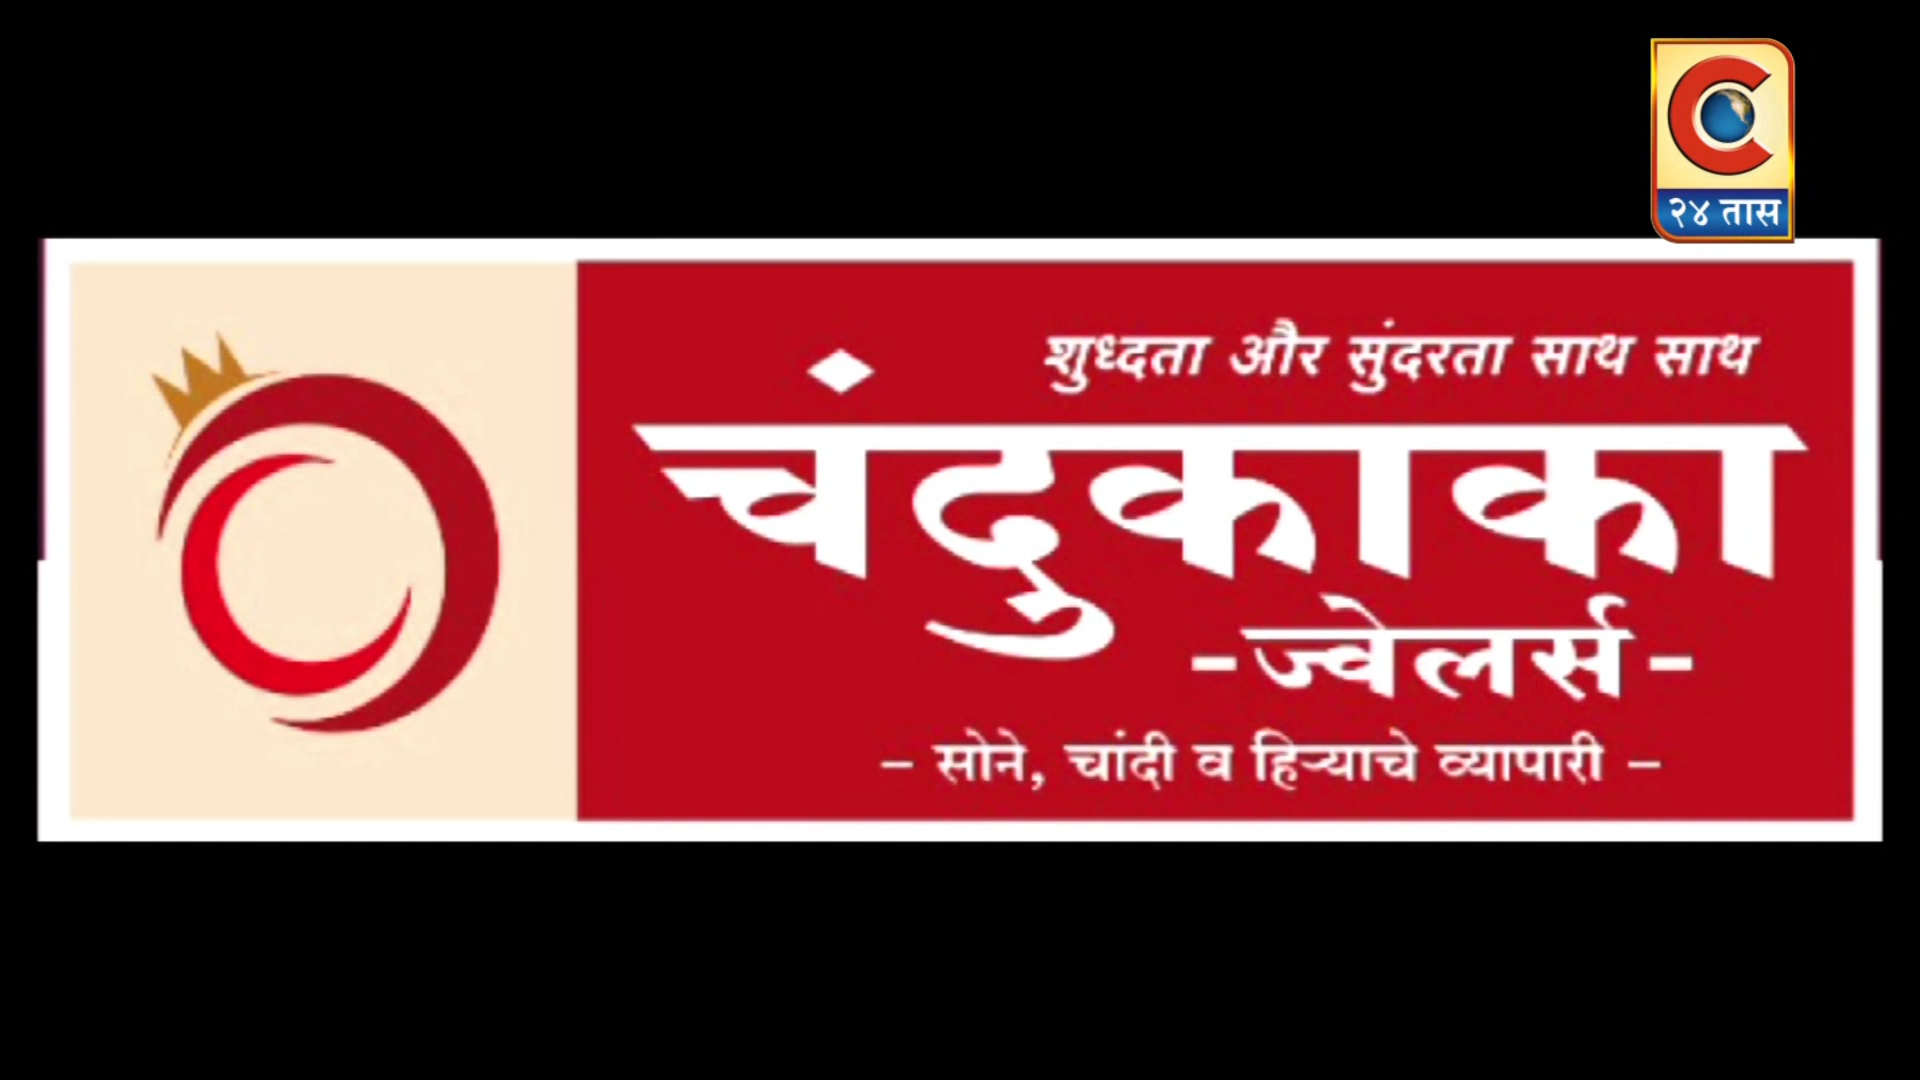 २४ तास
शुध्दता और सुंदरता साथ साथ
चंदुकाका
-ज्वेलर्स-
– सोने, चांदी व हिऱ्याचे व्यापारी –